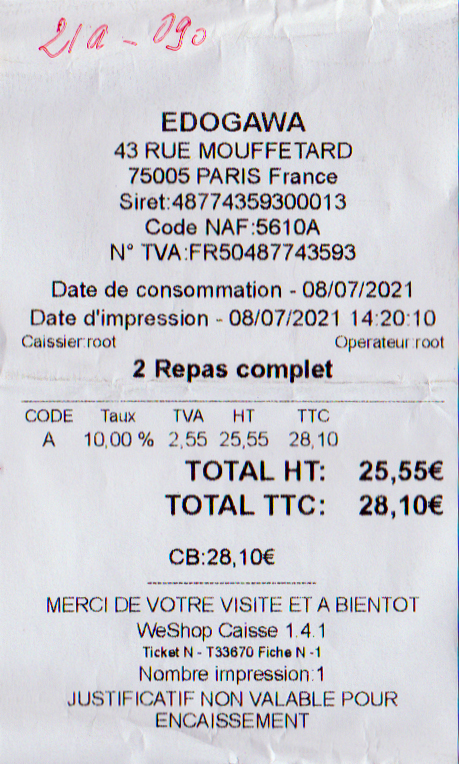 21a - 090
EDOGAWA
43 RUE MOUFFETARD
75005 PARIS France
Siret:48774359300013
Code NAF:5610A
N° TVA:FR50487743593
Date de consommation - 08/07/2021
Date d'impression - 08/07/2021 14:20:10
Caissier:root Operateur:root
2 Repas complet
CODE Taux TVA HT TTC
A 10,00 % 2,55 25,55 28,10
TOTAL HT: 25,55€
TOTAL TTC: 28,10€
CB:28,10€
--------------------------------
MERCI DE VOTRE VISITE ET A BIENTOT
WeShop Caisse 1.4.1
Ticket N - T33670 Fiche N -1
Nombre impression:1
JUSTIFICATIF NON VALABLE POUR
ENCAISSEMENT